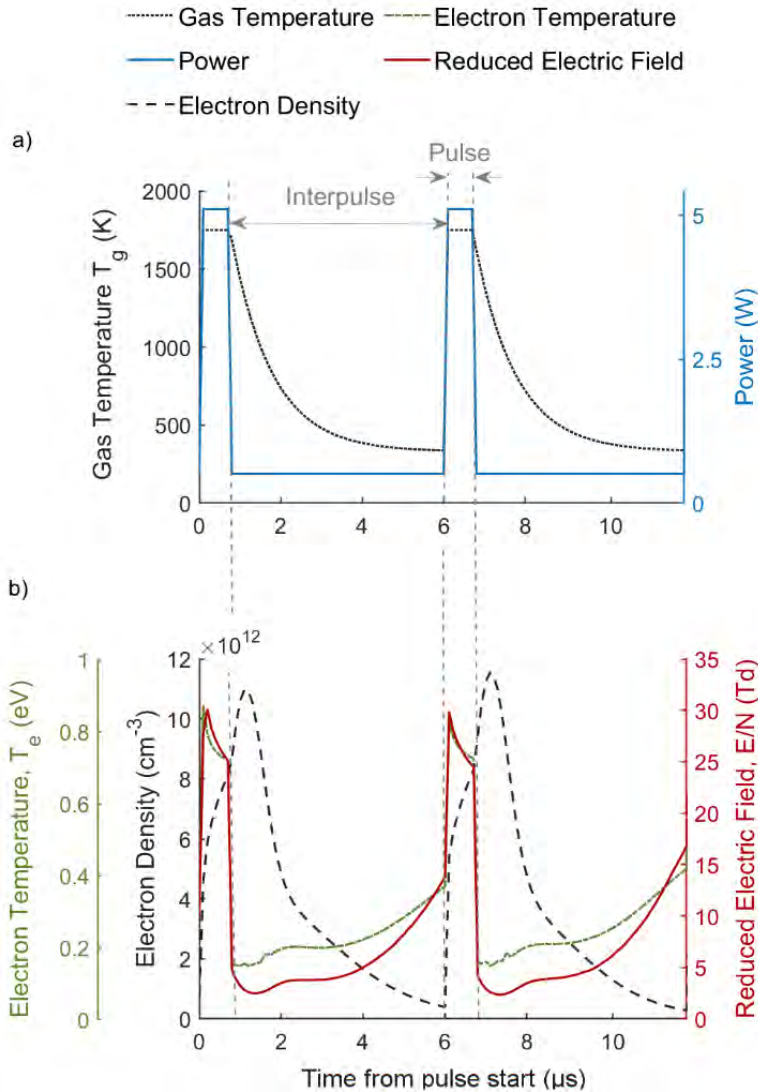 Gas Temperature
Electron Temperature
Power
Reduced Electric Field
Electron Density
a)
Pulse
Interpulse
2000
1500
1000
500
0
Gas Temperature T_g (K)
5
2.5
0
Power (W)
0 2 4 6 8 10
b)
× 10^12
1
0.8
0.6
0.4
0.2
0
Electron Temperature, T_e (eV)
12
10
8
6
4
2
0
Electron Density (cm^-3)
35
30
25
20
15
10
5
0
Reduced Electric Field, E/N (Td)
0 2 4 6 8 10
Time from pulse start (μs)